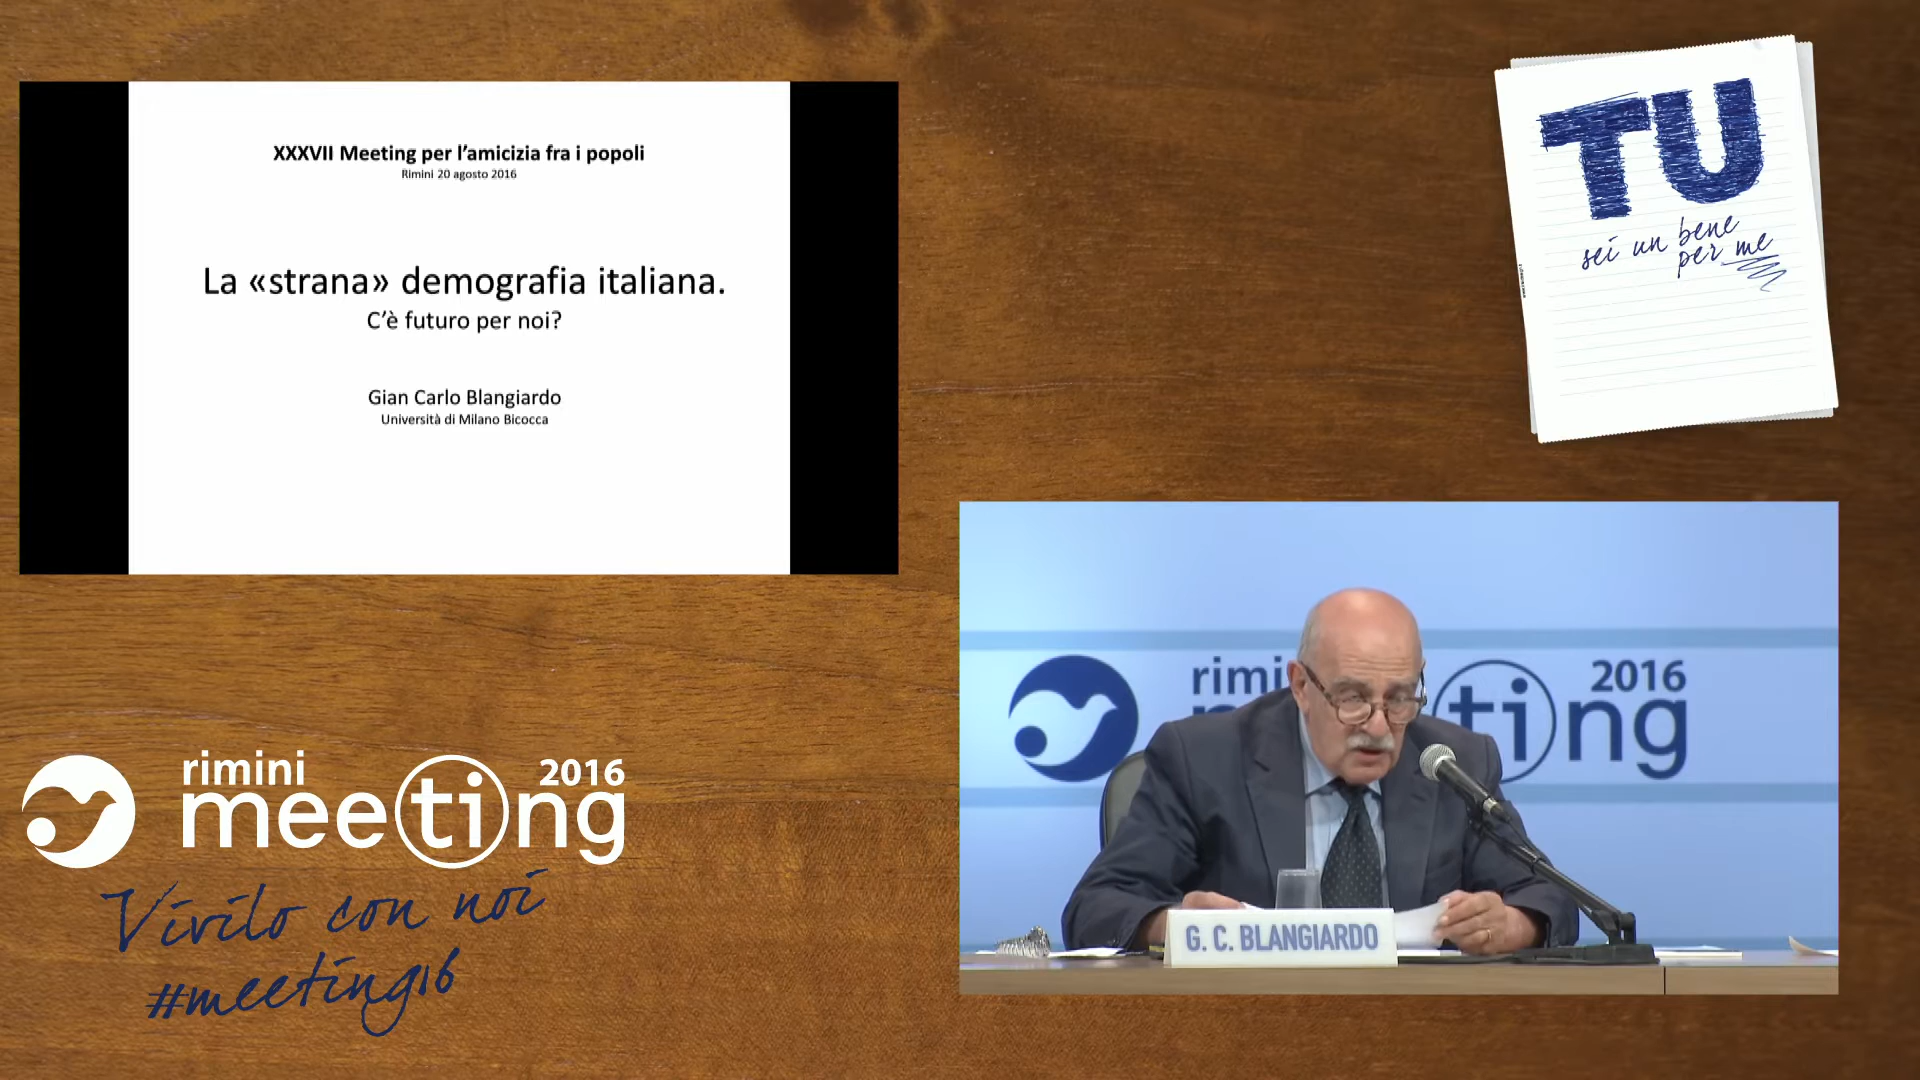 XXXVII Meeting per l'amicizia fra i popoli
Rimini 20 agosto 2016
La «strana» demografia italiana.
C'è futuro per noi?
Gian Carlo Blangiardo
Università di Milano Bicocca
TU
sei un bene
per me
rimini 2016
meeting
Vivilo con noi
#meeting16
rimi 2016
ting
G. C. BLANGIARDO